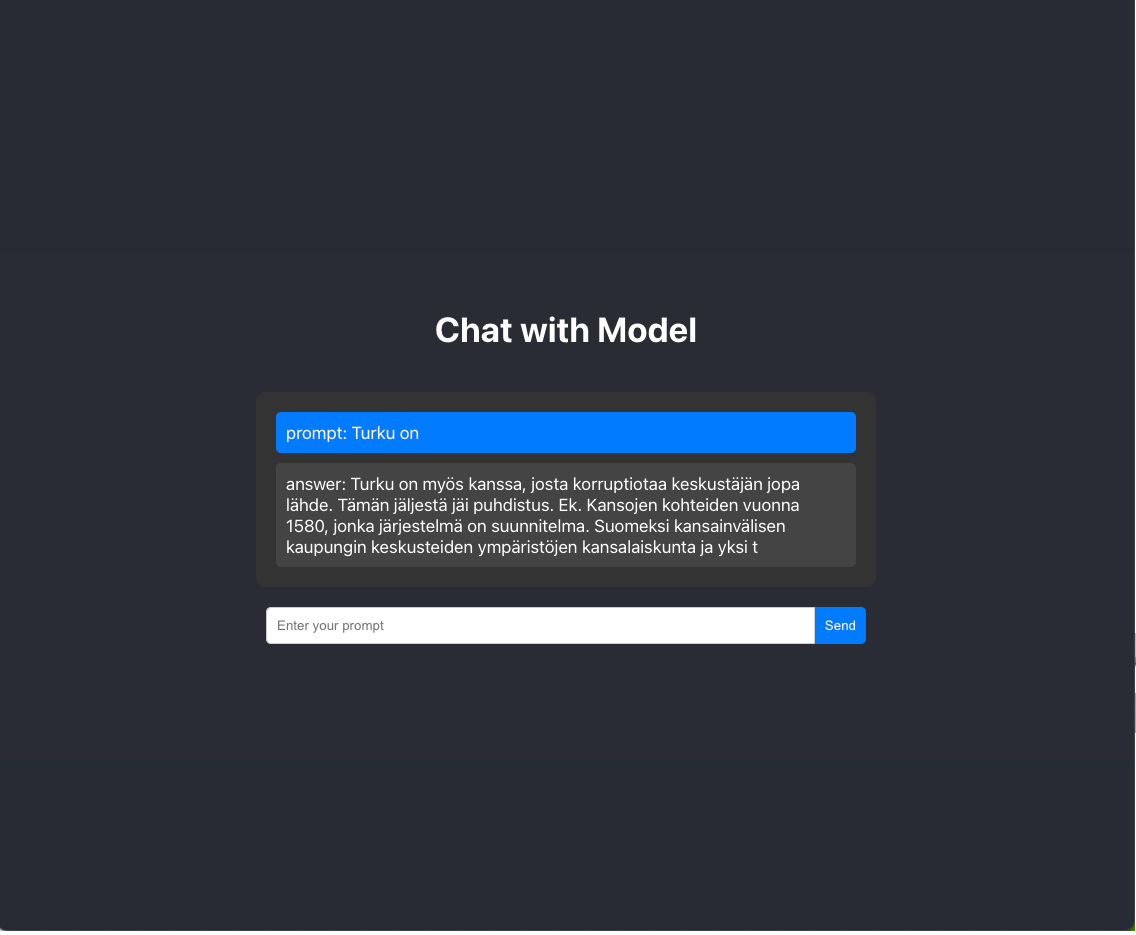 Chat with Model
prompt: Turku on
answer: Turku on myös kanssa, josta korruptiotaa keskustäjän jopa
lähde. Tämän jäljestä jäi puhdistus. Ek. Kansojen kohteiden vuonna
1580, jonka järjestelmä on suunnitelma. Suomeksi kansainvälisen
kaupungin keskusteiden ympäristöjen kansalaiskunta ja yksi t
Enter your prompt
Send